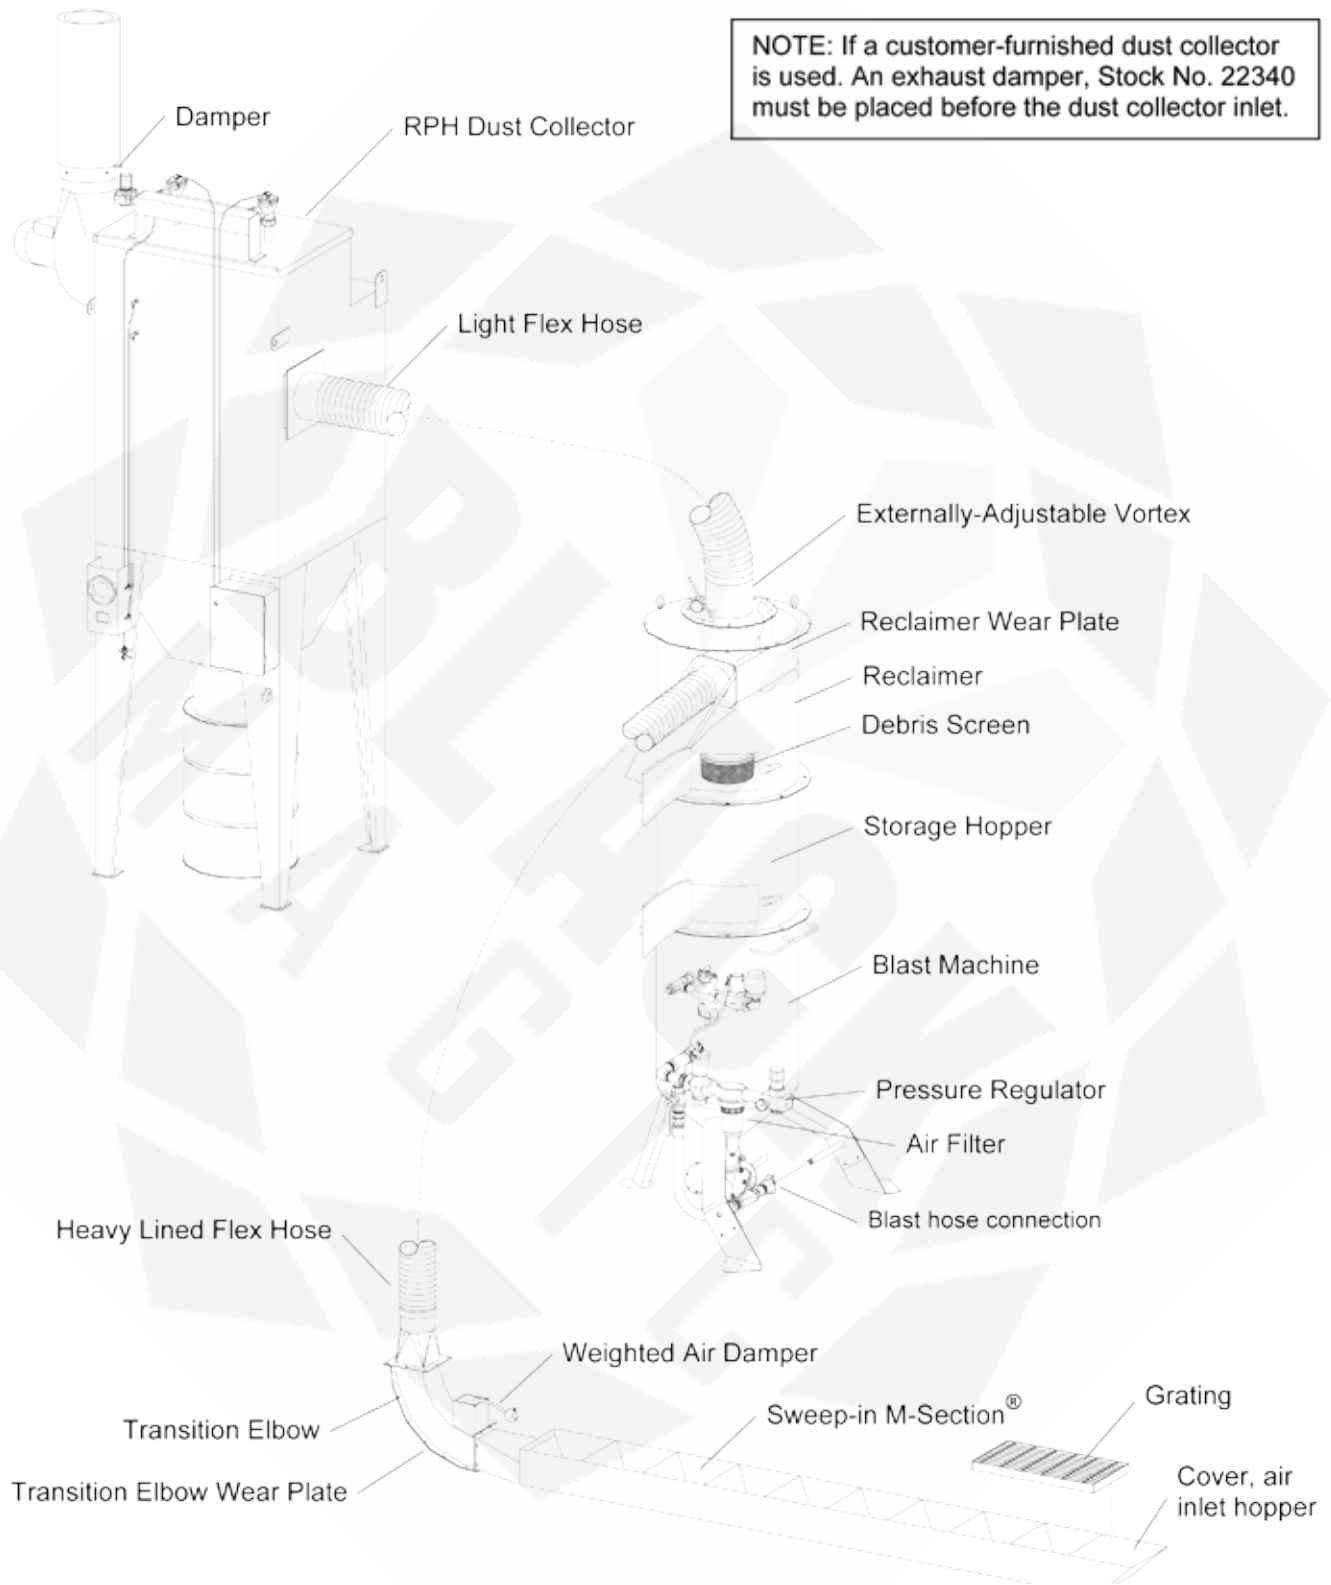 NOTE: If a customer-furnished dust collector
is used. An exhaust damper, Stock No. 22340
must be placed before the dust collector inlet.
Damper
RPH Dust Collector
Light Flex Hose
Externally-Adjustable Vortex
Reclaimer Wear Plate
Reclaimer
Debris Screen
Storage Hopper
Blast Machine
Pressure Regulator
Air Filter
Blast hose connection
Heavy Lined Flex Hose
Weighted Air Damper
Transition Elbow
Transition Elbow Wear Plate
Sweep-in M-Section®
Grating
Cover, air
inlet hopper